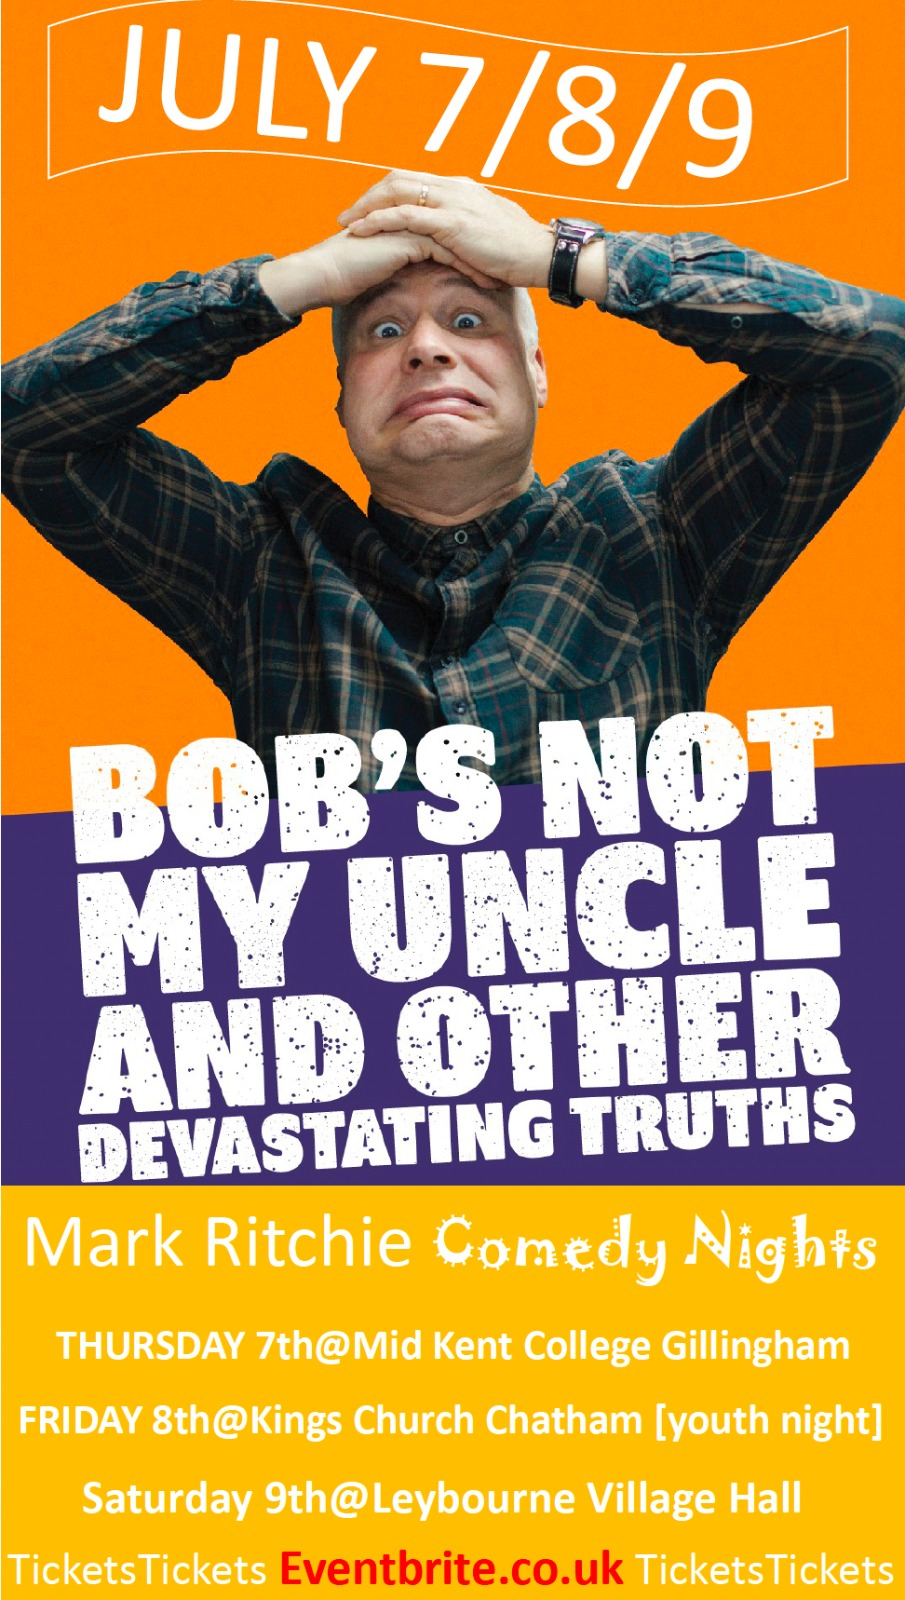 JULY 7/8/9
BOB'S NOT
MY UNCLE
AND OTHER
DEVASTATING TRUTHS
Mark Ritchie Comedy Nights
THURSDAY 7th@Mid Kent College Gillingham
FRIDAY 8th@Kings Church Chatham [youth night]
Saturday 9th@Leybourne Village Hall
TicketsTickets Eventbrite.co.uk TicketsTickets